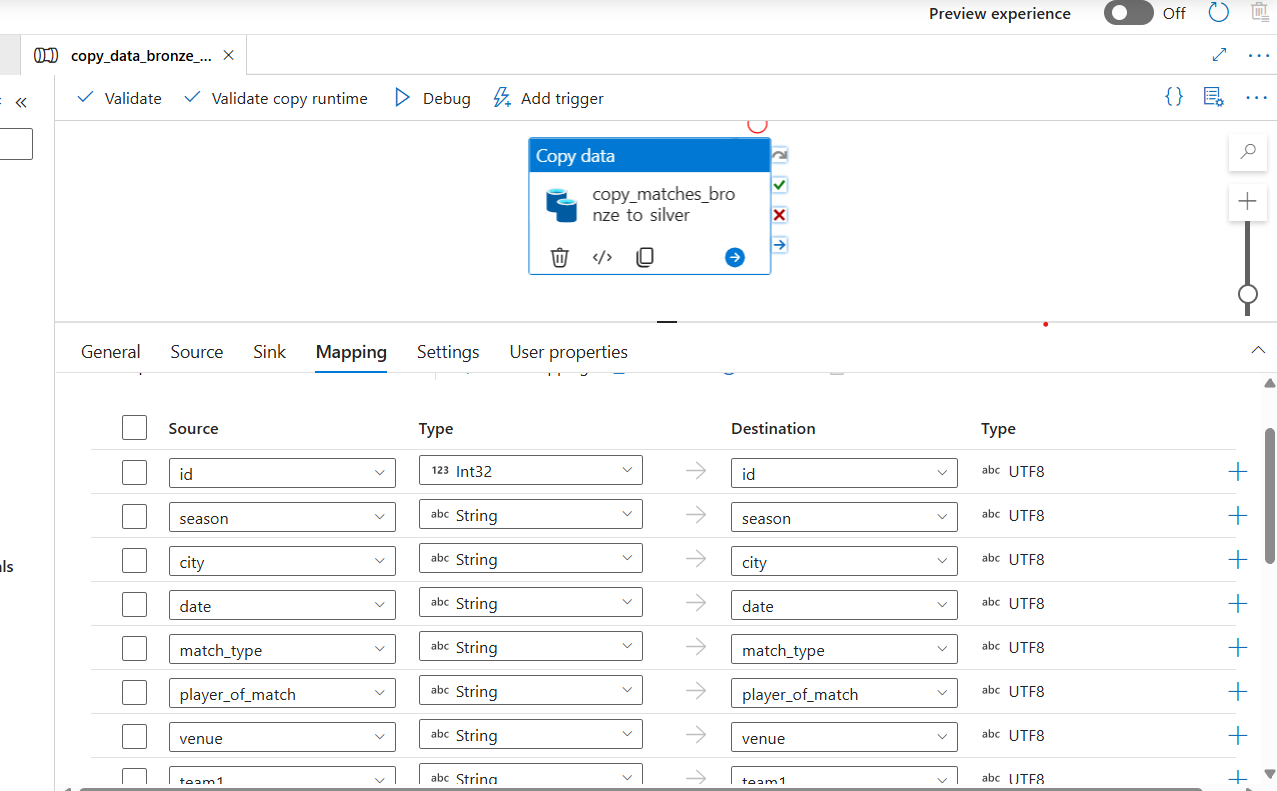 Preview experience Off
copy_data_bronze_...
Validate Validate copy runtime Debug Add trigger
Copy data
copy_matches_bro
nze to silver
General Source Sink Mapping Settings User properties
Source Type Destination Type
id 123 Int32 id abc UTF8
season abc String season abc UTF8
city abc String city abc UTF8
als
date abc String date abc UTF8
match_type abc String match_type abc UTF8
player_of_match abc String player_of_match abc UTF8
venue abc String venue abc UTF8
team1 abc String team1 abc UTF8